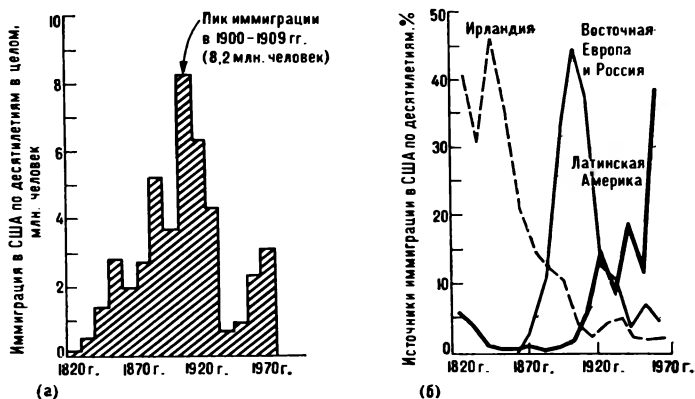 Иммиграция в США по десятилетиям в целом,
млн. человек
10
8
6
4
2
0
Пик иммиграции
в 1900-1909 гг.
(8,2 млн. человек)
1820 г.
1870 г.
1920 г.
1970 г.
(а)
Источники иммиграции в США по десятилетиям. %
50
40
30
20
10
0
Ирландия
Восточная
Европа
и Россия
Латинская
Америка
1820 г.
1870 г.
1920 г.
1970 г.
(б)